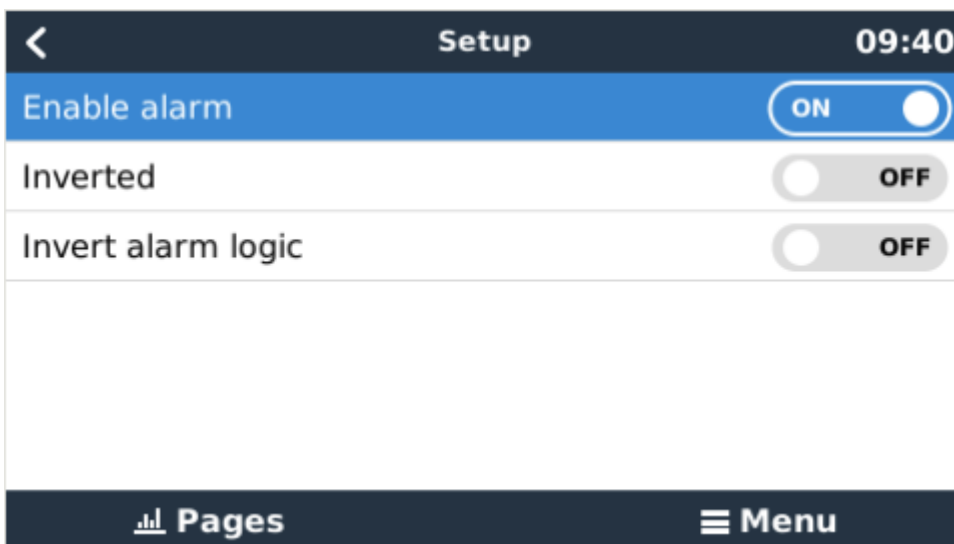 Setup 09:40
Enable alarm ON
Inverted OFF
Invert alarm logic OFF
Pages Menu